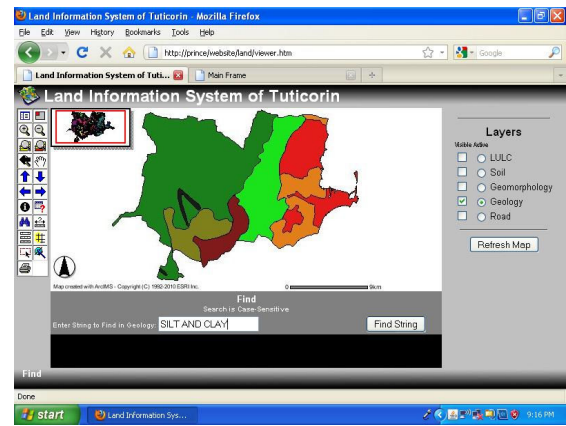 Land Information System of Tuticorin - Mozilla Firefox
File Edit View History Bookmarks Tools Help
http://prince/website/land/viewer.htm
Google
Land Information System of Tuti...
Main Frame
Land Information System of Tuticorin
Layers
Visible Active
LULC
Soil
Geomorphology
Geology
Road
Refresh Map
Map created with ArcIMS - Copyright (C) 1992-2010 ESRI Inc.
0 9km
Find
Search is Case-Sensitive
Enter String to Find in Geology: SILT AND CLAY Find String
Find
Done
start Land Information Sys... 9:16 PM